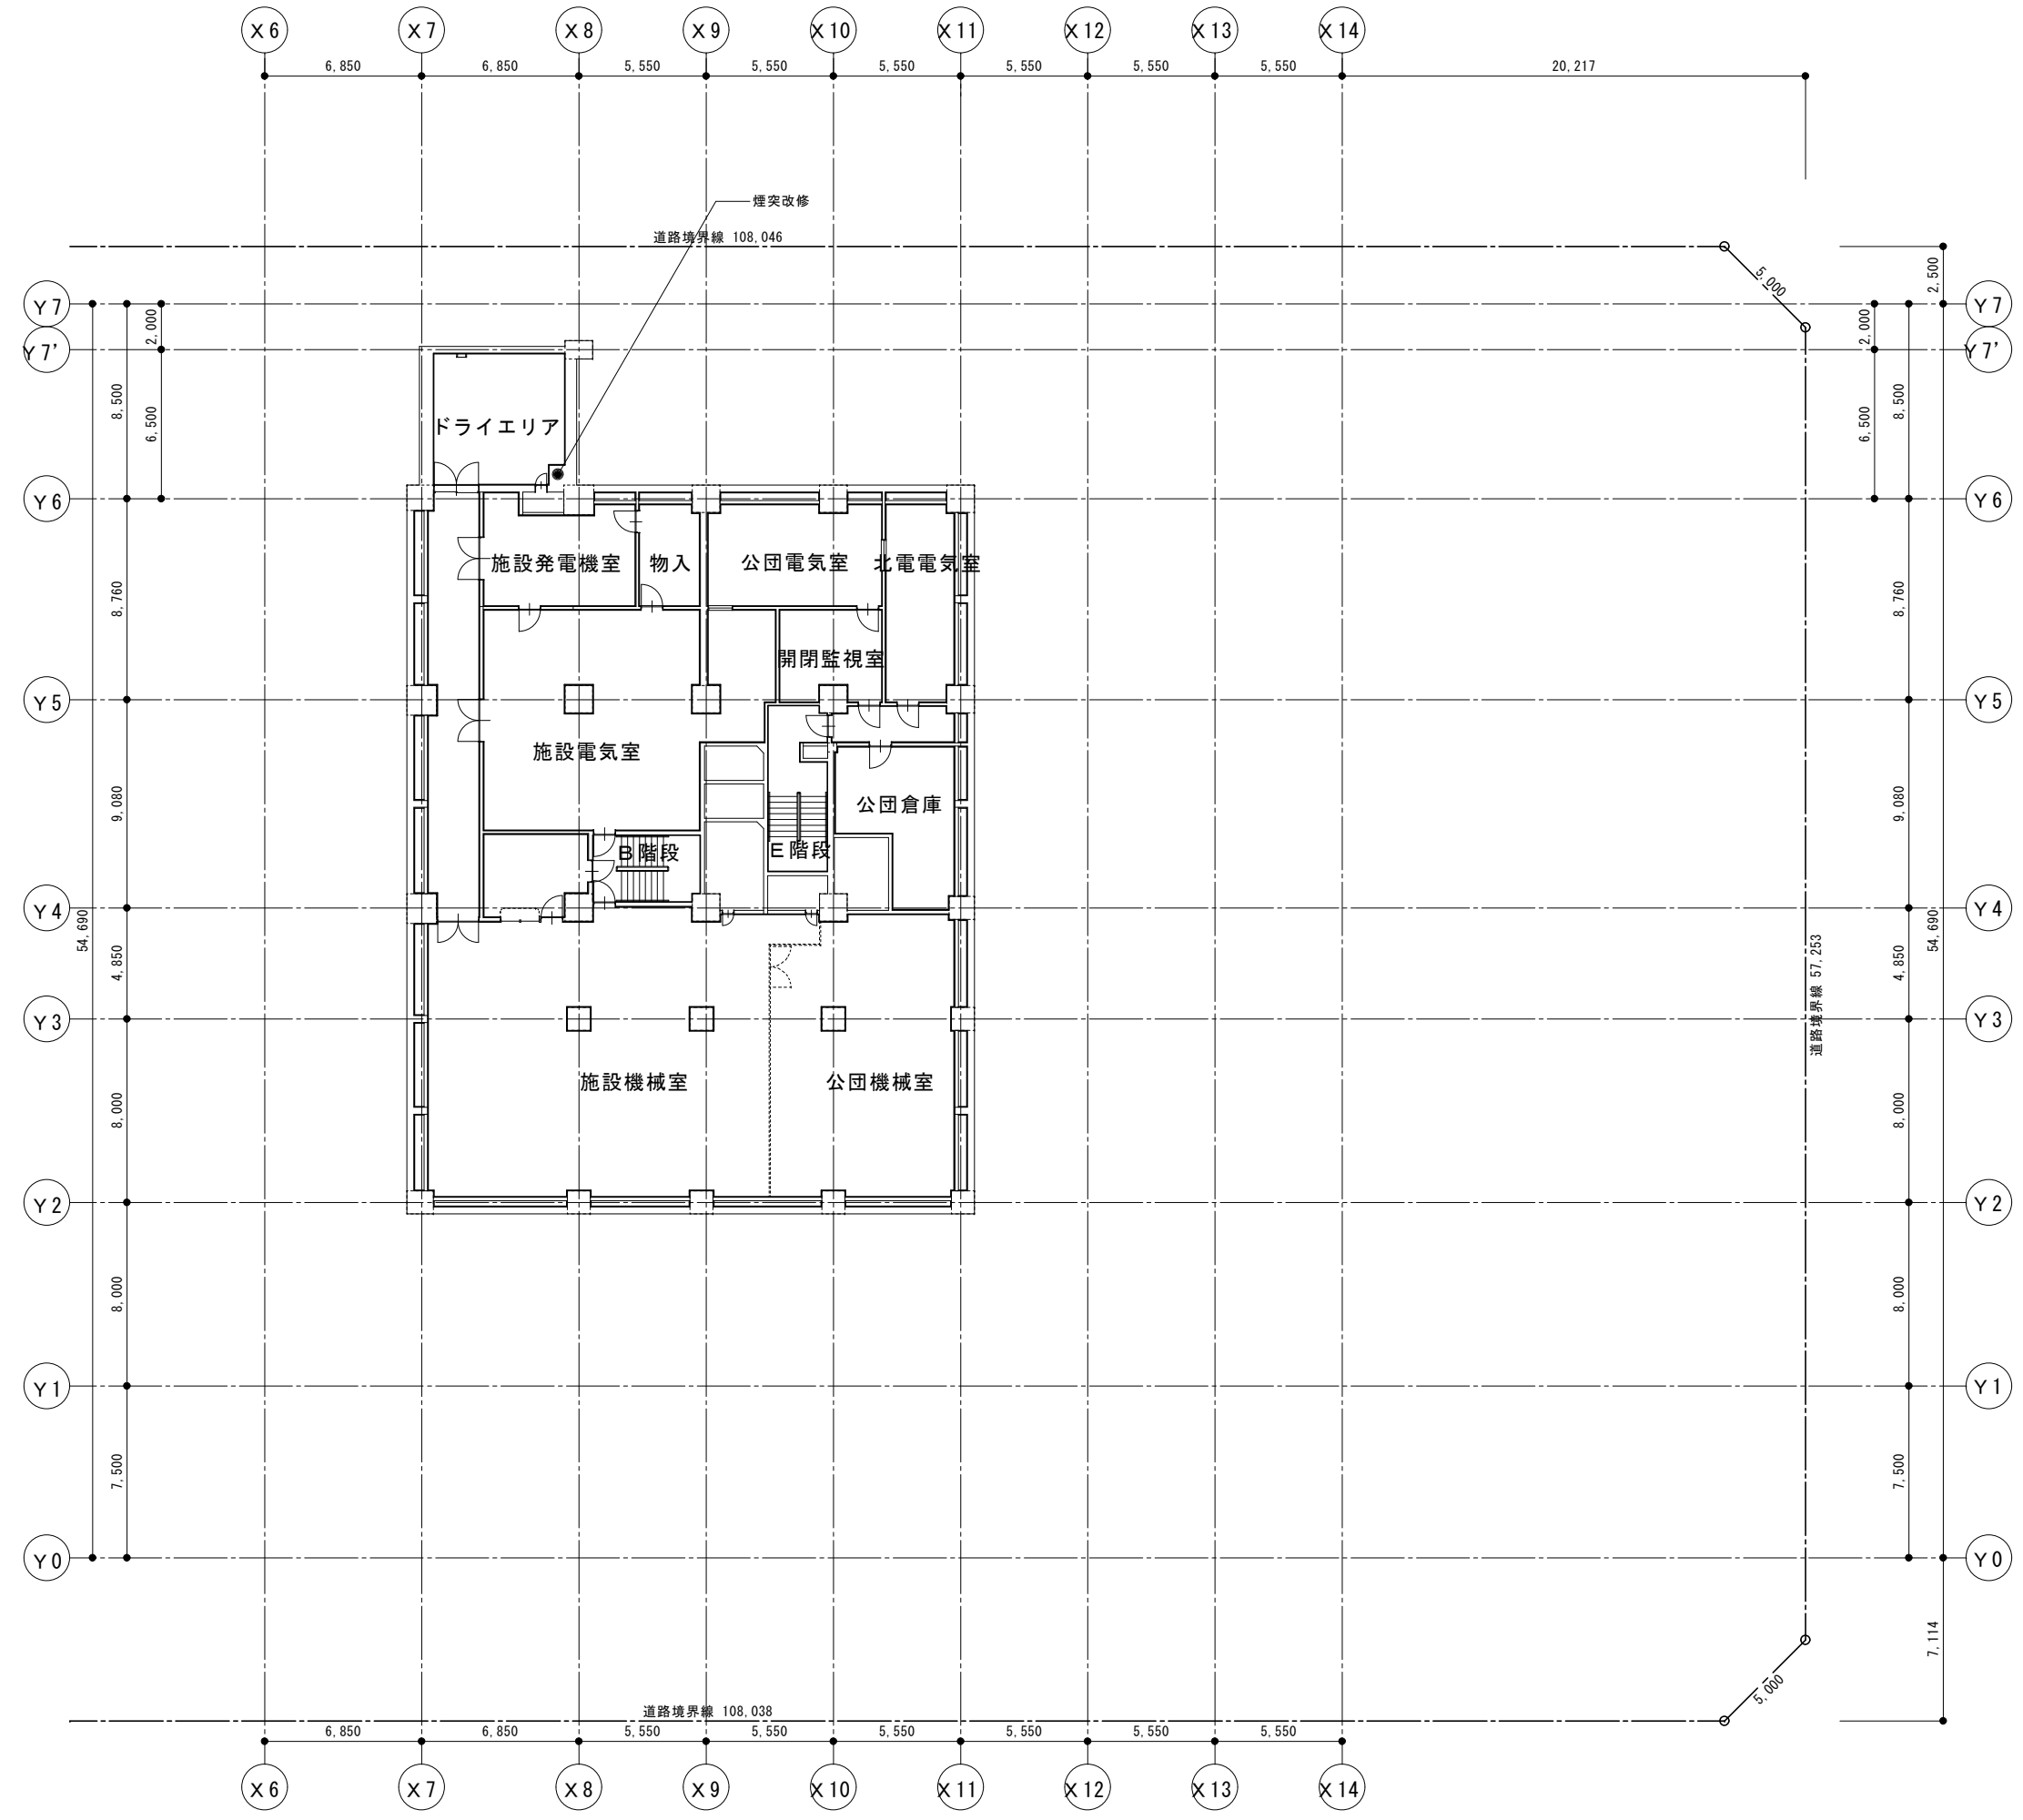 X6 X7 X8 X9 X10 X11 X12 X13 X14
6,850 6,850 5,550 5,550 5,550 5,550 5,550 5,550 20,217
煙突改修
道路境界線 108,046
5,000
2,500
Y7 Y7
2,000 2,000
Y7' Y7'
8,500 6,500 6,500 8,500
ドライエリア
Y6 Y6
施設発電機室 物入 公団電気室 北電電気室
8,760 8,760
開閉監視室
Y5 Y5
施設電気室
9,080 9,080
公団倉庫
B階段 E階段
Y4 Y4
54,690 54,690
4,850 4,850
道路境界線 57,253
Y3 Y3
施設機械室 公団機械室
8,000 8,000
Y2 Y2
8,000 8,000
Y1 Y1
7,500 7,500
Y0 Y0
7,114
5,000
道路境界線 108,038
6,850 6,850 5,550 5,550 5,550 5,550 5,550 5,550
X6 X7 X8 X9 X10 X11 X12 X13 X14